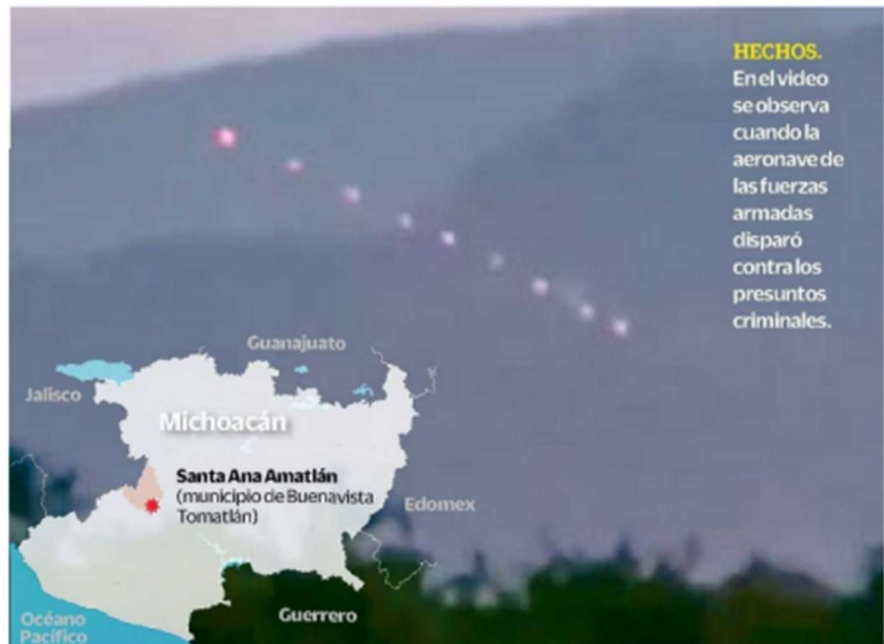 HECHOS.
En el video
se observa
cuando la
aeronave de
las fuerzas
armadas
disparó
contra los
presuntos
criminales.
Guanajuato
Jalisco
Michoacán
Santa Ana Amatlán
(municipio de Buenavista
Tomatlán)
Edomex
Guerrero
Océano
Pacífico